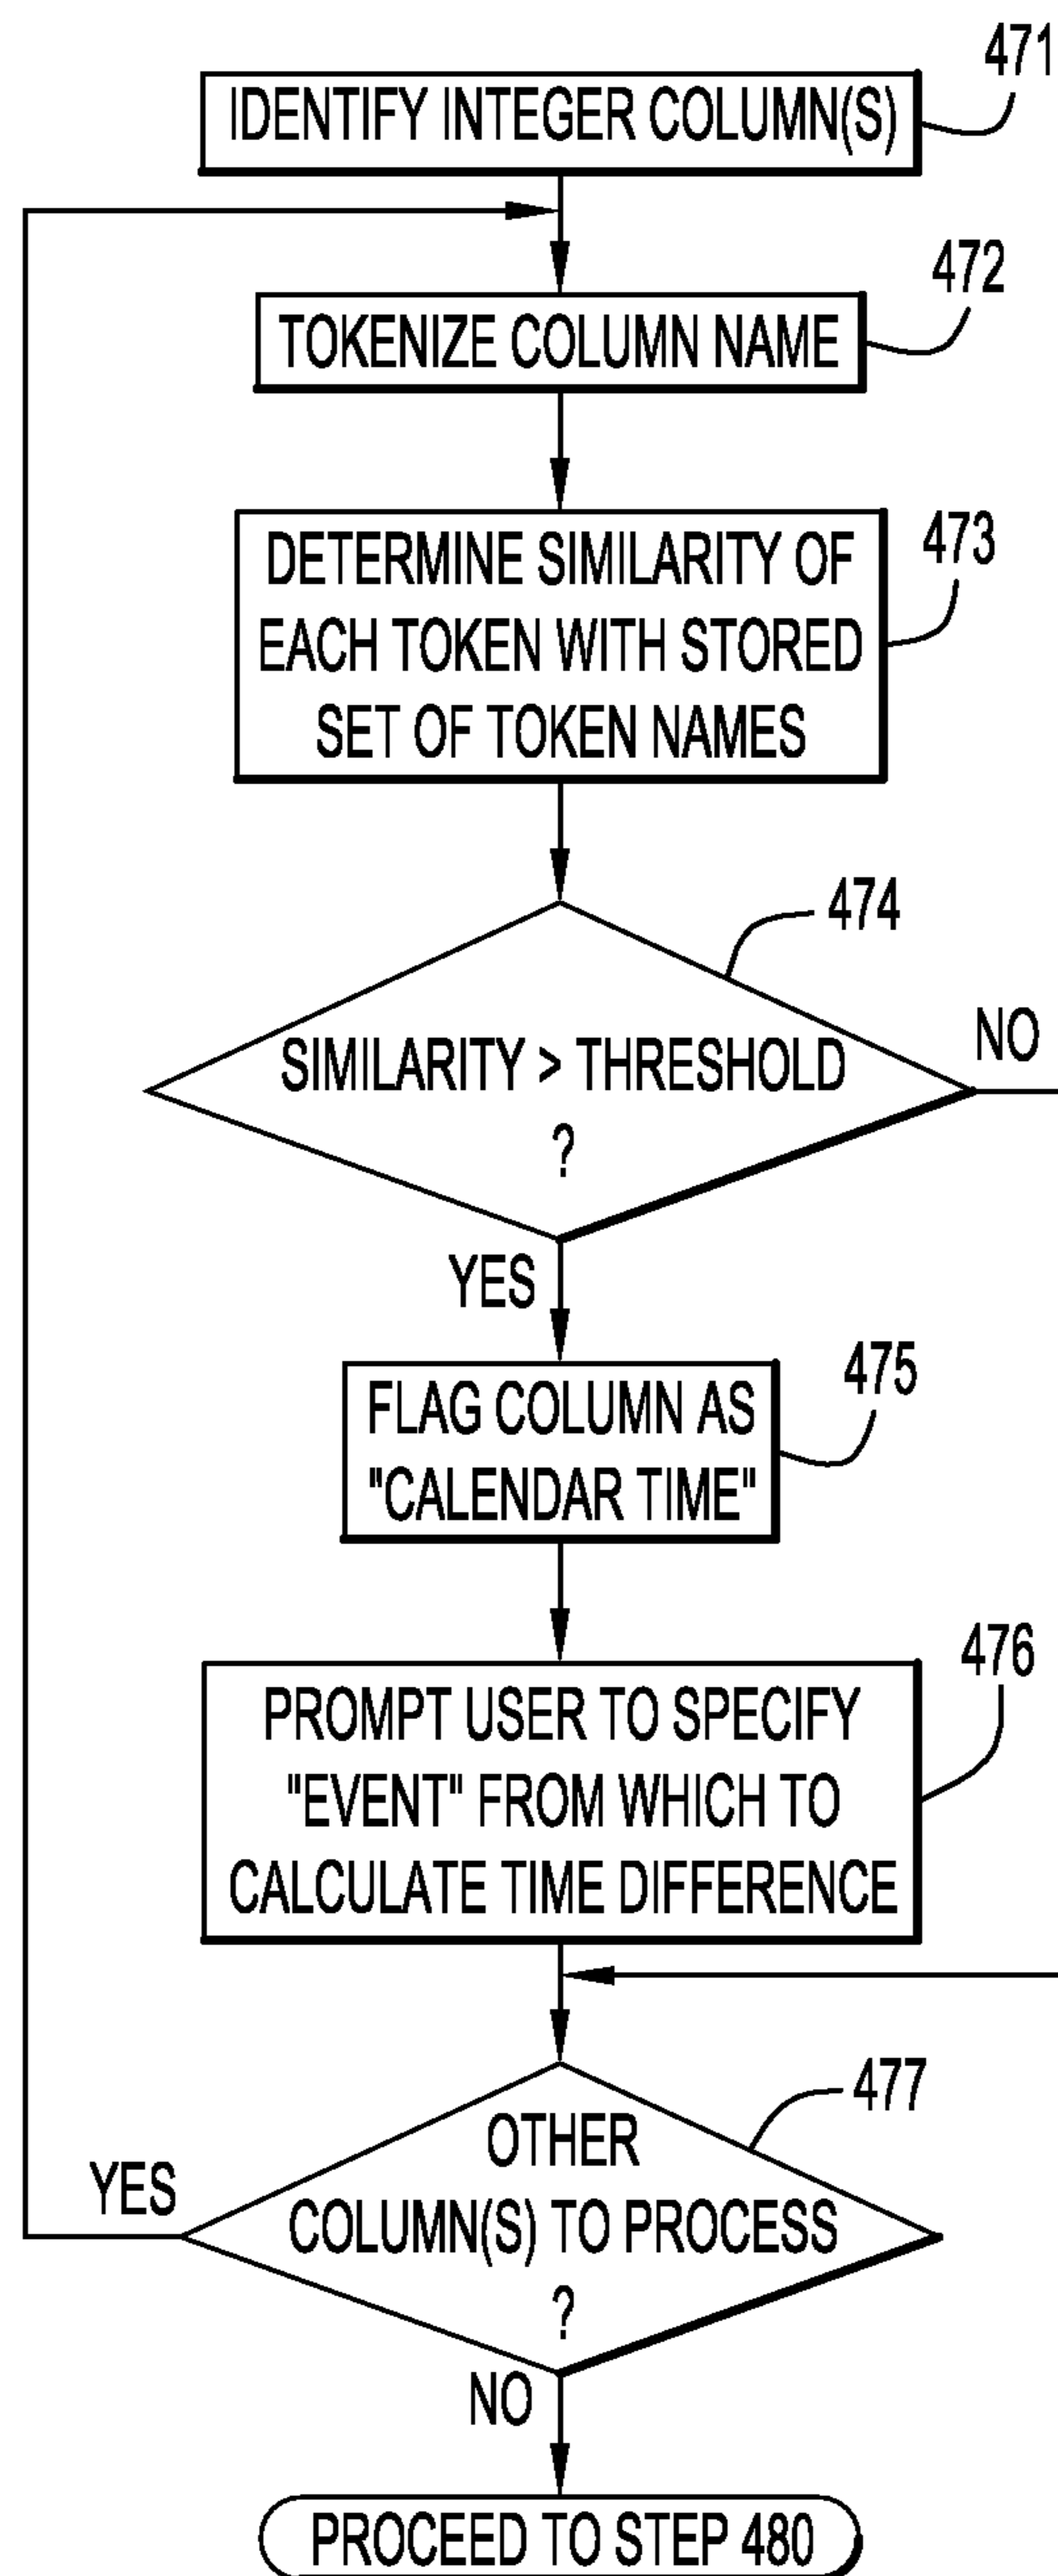 471
IDENTIFY INTEGER COLUMN(S)
472
TOKENIZE COLUMN NAME
473
DETERMINE SIMILARITY OF
EACH TOKEN WITH STORED
SET OF TOKEN NAMES
474
SIMILARITY > THRESHOLD
?
NO
YES
475
FLAG COLUMN AS
"CALENDAR TIME"
476
PROMPT USER TO SPECIFY
"EVENT" FROM WHICH TO
CALCULATE TIME DIFFERENCE
477
OTHER
COLUMN(S) TO PROCESS
?
YES
NO
PROCEED TO STEP 480